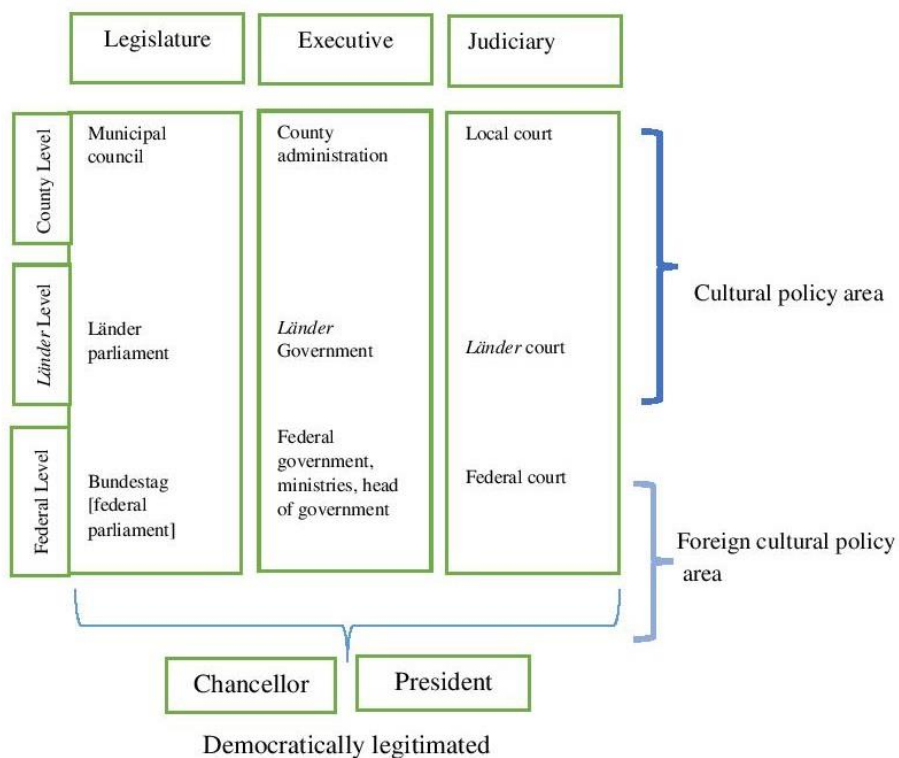 Legislature
Executive
Judiciary
County Level
Municipal
council
County
administration
Local court
Cultural policy area
Länder Level
Länder
parliament
Länder
Government
Länder court
Federal Level
Bundestag
[federal
parliament]
Federal
government,
ministries, head
of government
Federal court
Foreign cultural policy
area
Chancellor
President
Democratically legitimated